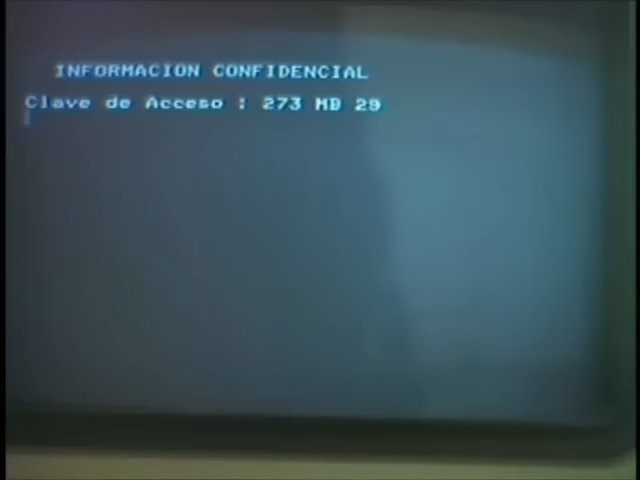 INFORMACION CONFIDENCIAL
Clave de Acceso : 273 MB 29